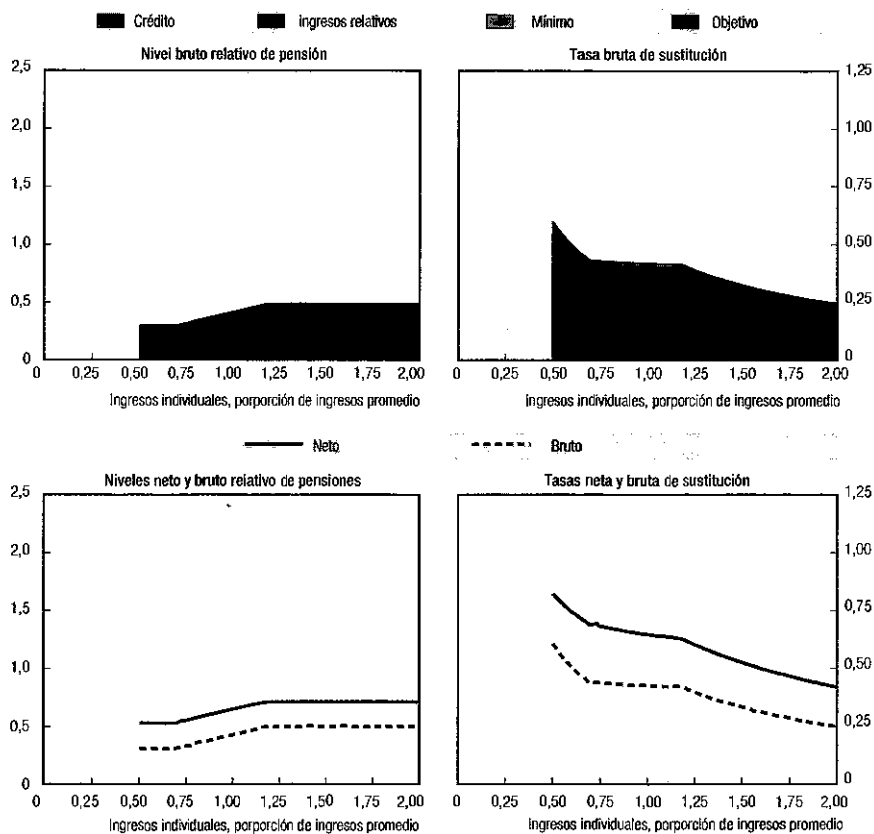 Crédito Ingresos relativos Mínimo Objetivo
Nivel bruto relativo de pensión
2,5
2,0
1,5
1,0
0,5
0
0 0,25 0,50 0,75 1,00 1,25 1,50 1,75 2,00
Ingresos individuales, porporción de ingresos promedio
Tasa bruta de sustitución
1,25
1,00
0,75
0,50
0,25
0
0 0,25 0,50 0,75 1,00 1,25 1,50 1,75 2,00
Ingresos individuales, porporción de ingresos promedio
Neto Bruto
Niveles neto y bruto relativo de pensiones
2,5
2,0
1,5
1,0
0,5
0
0 0,25 0,50 0,75 1,00 1,25 1,50 1,75 2,00
Ingresos individuales, porporción de ingresos promedio
Tasas neta y bruta de sustitución
1,25
1,00
0,75
0,50
0,25
0
0 0,25 0,50 0,75 1,00 1,25 1,50 1,75 2,00
Ingresos individuales, porporción de ingresos promedio